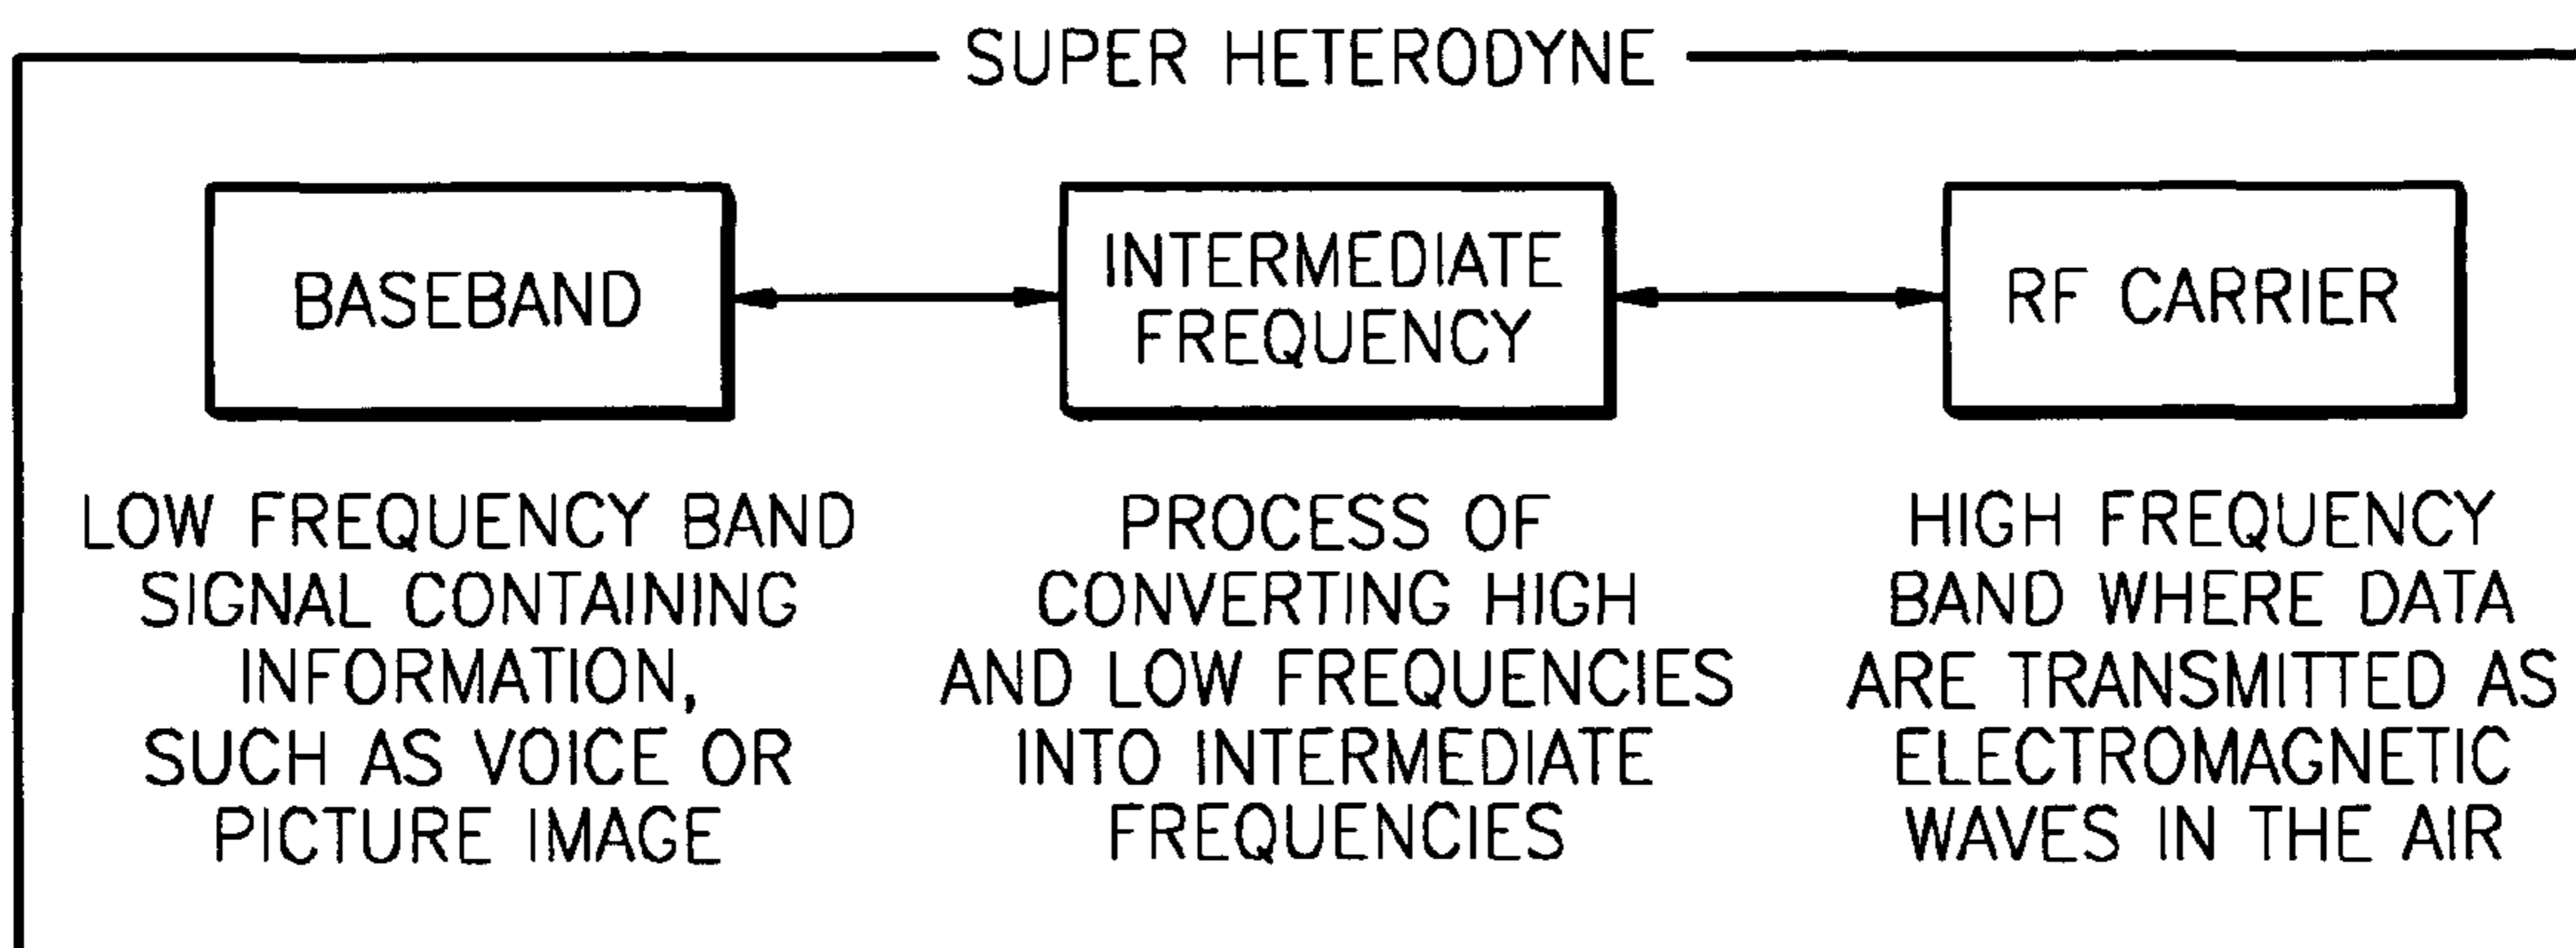 SUPER HETERODYNE
BASEBAND
INTERMEDIATE
FREQUENCY
RF CARRIER
LOW FREQUENCY BAND
SIGNAL CONTAINING
INFORMATION,
SUCH AS VOICE OR
PICTURE IMAGE
PROCESS OF
CONVERTING HIGH
AND LOW FREQUENCIES
INTO INTERMEDIATE
FREQUENCIES
HIGH FREQUENCY
BAND WHERE DATA
ARE TRANSMITTED AS
ELECTROMAGNETIC
WAVES IN THE AIR